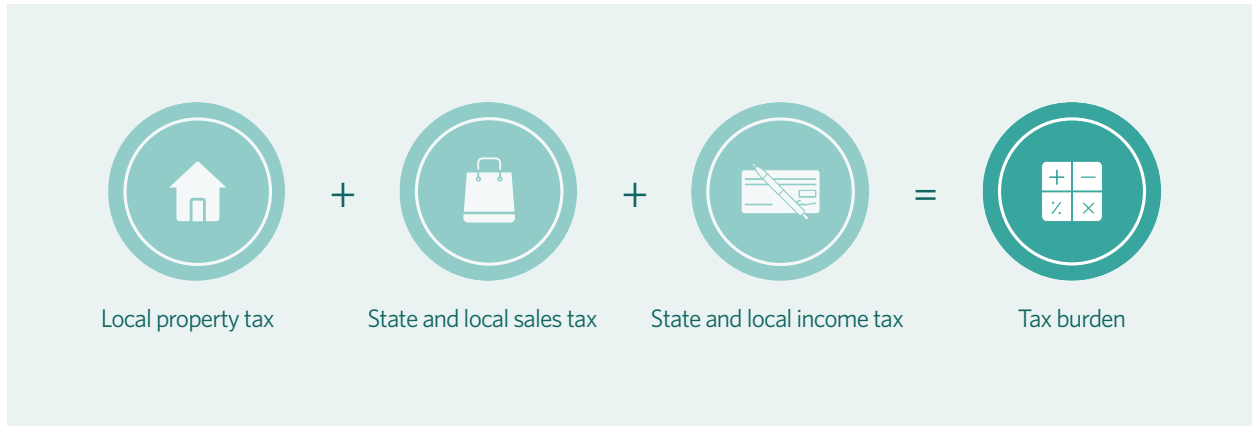 + + =
Local property tax
State and local sales tax
State and local income tax
Tax burden